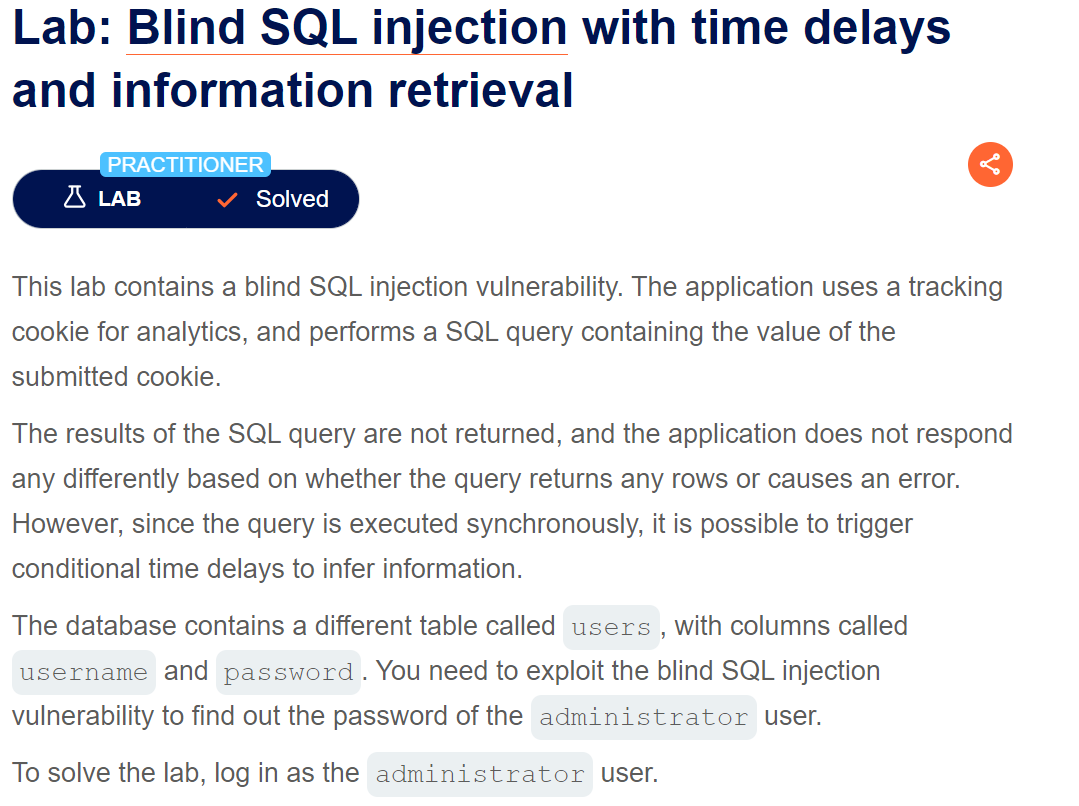 Lab: Blind SQL injection with time delays
and information retrieval
PRACTITIONER
LAB
Solved
This lab contains a blind SQL injection vulnerability. The application uses a tracking
cookie for analytics, and performs a SQL query containing the value of the
submitted cookie.
The results of the SQL query are not returned, and the application does not respond
any differently based on whether the query returns any rows or causes an error.
However, since the query is executed synchronously, it is possible to trigger
conditional time delays to infer information.
The database contains a different table called users, with columns called
username and password. You need to exploit the blind SQL injection
vulnerability to find out the password of the administrator user.
To solve the lab, log in as the administrator user.